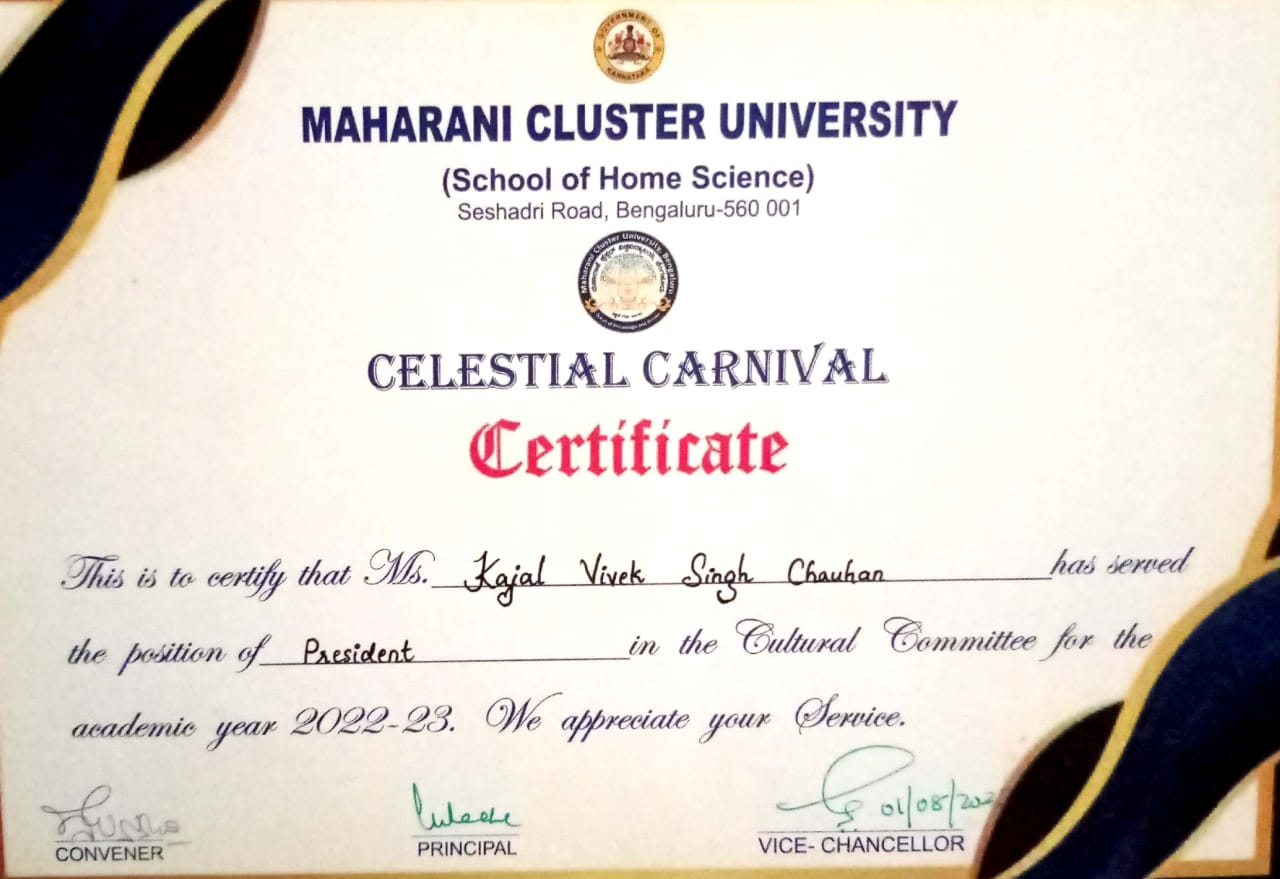 GOVERNMENT OF
KARNATAKA
MAHARANI CLUSTER UNIVERSITY
(School of Home Science)
Seshadri Road, Bengaluru-560 001
Maharani Cluster University, Bengaluru
CELESTIAL CARNIVAL
Certificate
This is to certify that Ms. Kajal Vivek Singh Chauhan has served
the position of President in the Cultural Committee for the
academic year 2022-23. We appreciate your Service.
01/08/202
CONVENER PRINCIPAL VICE- CHANCELLOR